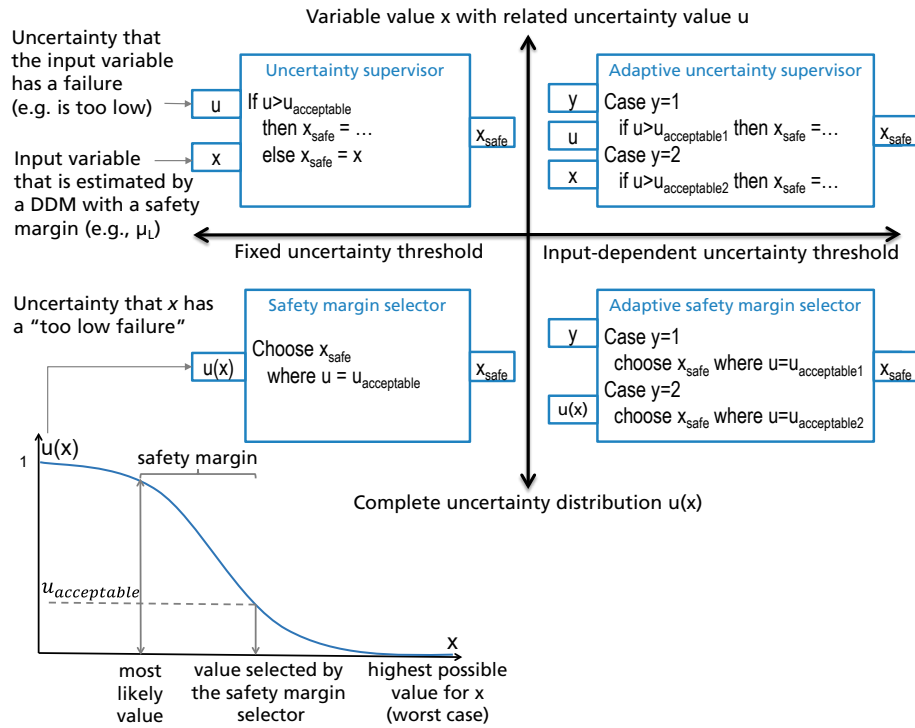 Variable value x with related uncertainty value u
Uncertainty that
the input variable
has a failure
(e.g. is too low)
Input variable
that is estimated by
a DDM with a safety
margin (e.g., μL)
Uncertainty supervisor
u
x
If u>uacceptable
then xsafe = …
else xsafe = x
xsafe
Adaptive uncertainty supervisor
y
u
x
Case y=1
if u>uacceptable1 then xsafe =…
Case y=2
if u>uacceptable2 then xsafe =…
xsafe
Fixed uncertainty threshold
Input-dependent uncertainty threshold
Uncertainty that x has
a “too low failure”
Safety margin selector
u(x)
Choose xsafe
where u = uacceptable
xsafe
Adaptive safety margin selector
y
u(x)
Case y=1
choose xsafe where u=uacceptable1
Case y=2
choose xsafe where u=uacceptable2
xsafe
Complete uncertainty distribution u(x)
u(x)
1
safety margin
uacceptable
x
most
likely
value
value selected by
the safety margin
selector
highest possible
value for x
(worst case)